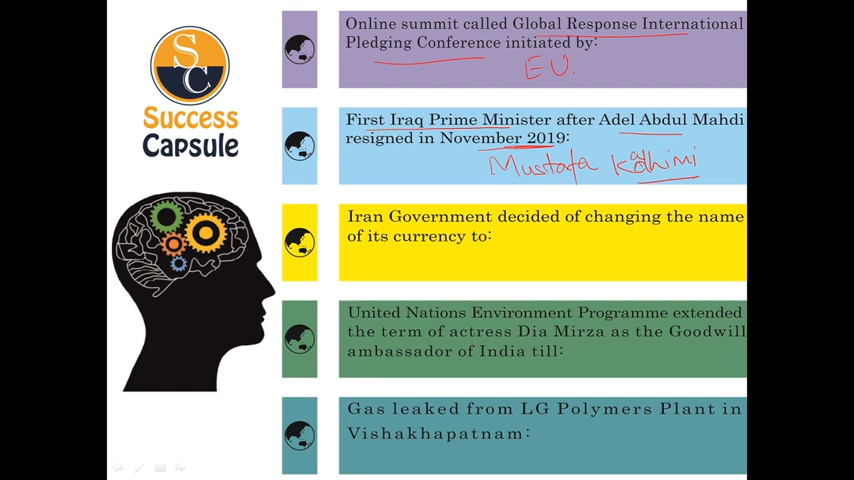 S
C
Success
Capsule
Online summit called Global Response International
Pledging Conference initiated by:
EU.
First Iraq Prime Minister after Adel Abdul Mahdi
resigned in November 2019:
Mustafa Kadhimi
Iran Government decided of changing the name
of its currency to:
United Nations Environment Programme extended
the term of actress Dia Mirza as the Goodwill
ambassador of India till:
Gas leaked from LG Polymers Plant in
Vishakhapatnam: